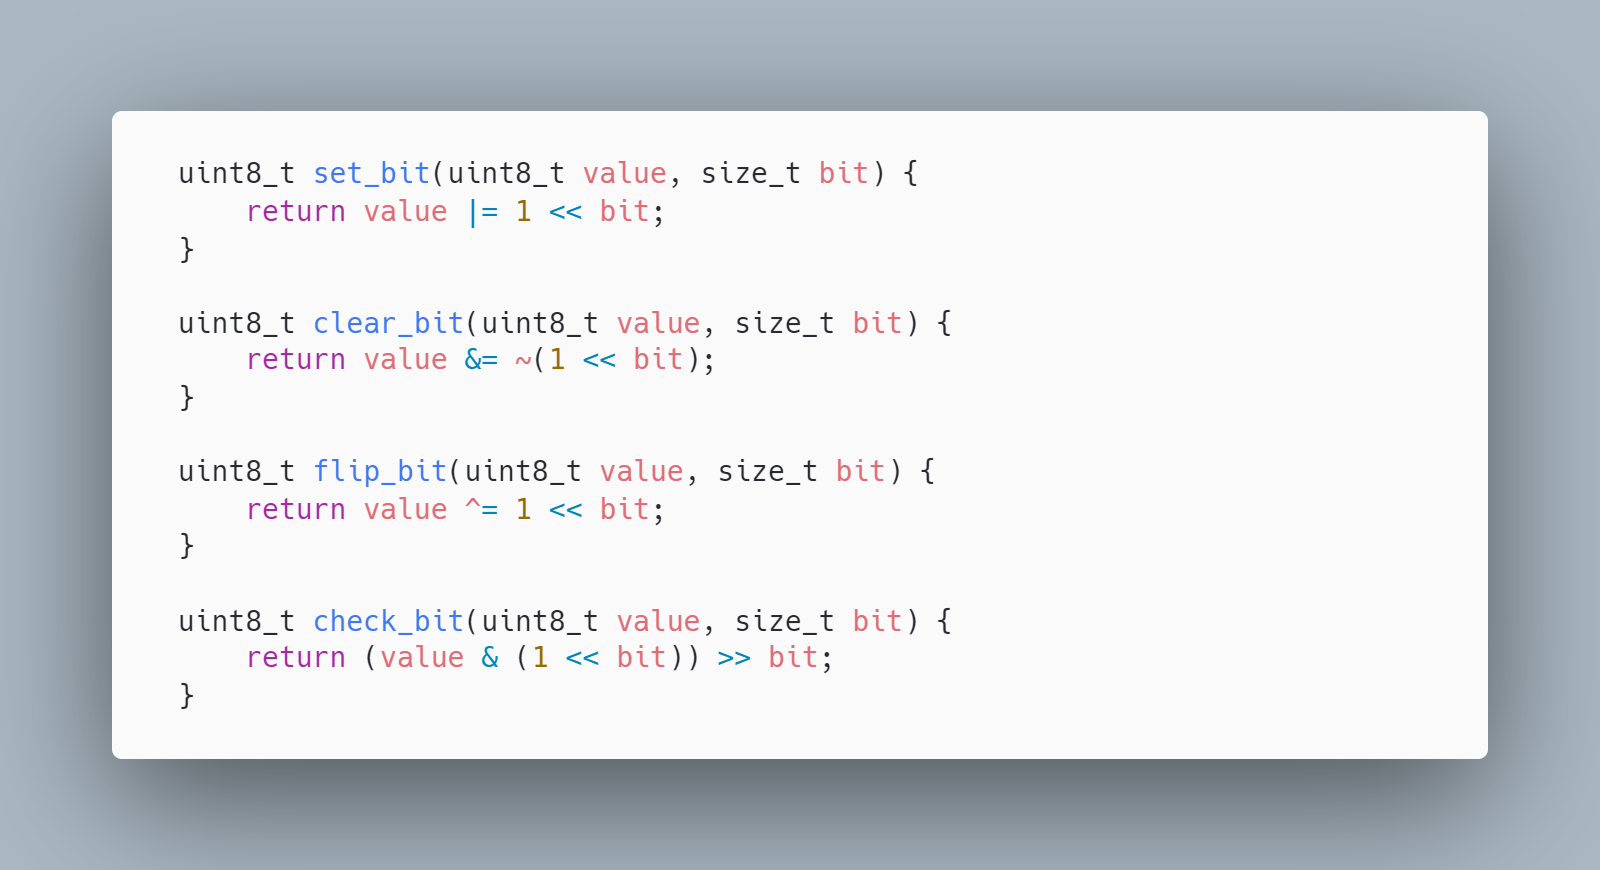 uint8_t set_bit(uint8_t value, size_t bit) {
    return value |= 1 << bit;
}

uint8_t clear_bit(uint8_t value, size_t bit) {
    return value &= ~(1 << bit);
}

uint8_t flip_bit(uint8_t value, size_t bit) {
    return value ^= 1 << bit;
}

uint8_t check_bit(uint8_t value, size_t bit) {
    return (value & (1 << bit)) >> bit;
}